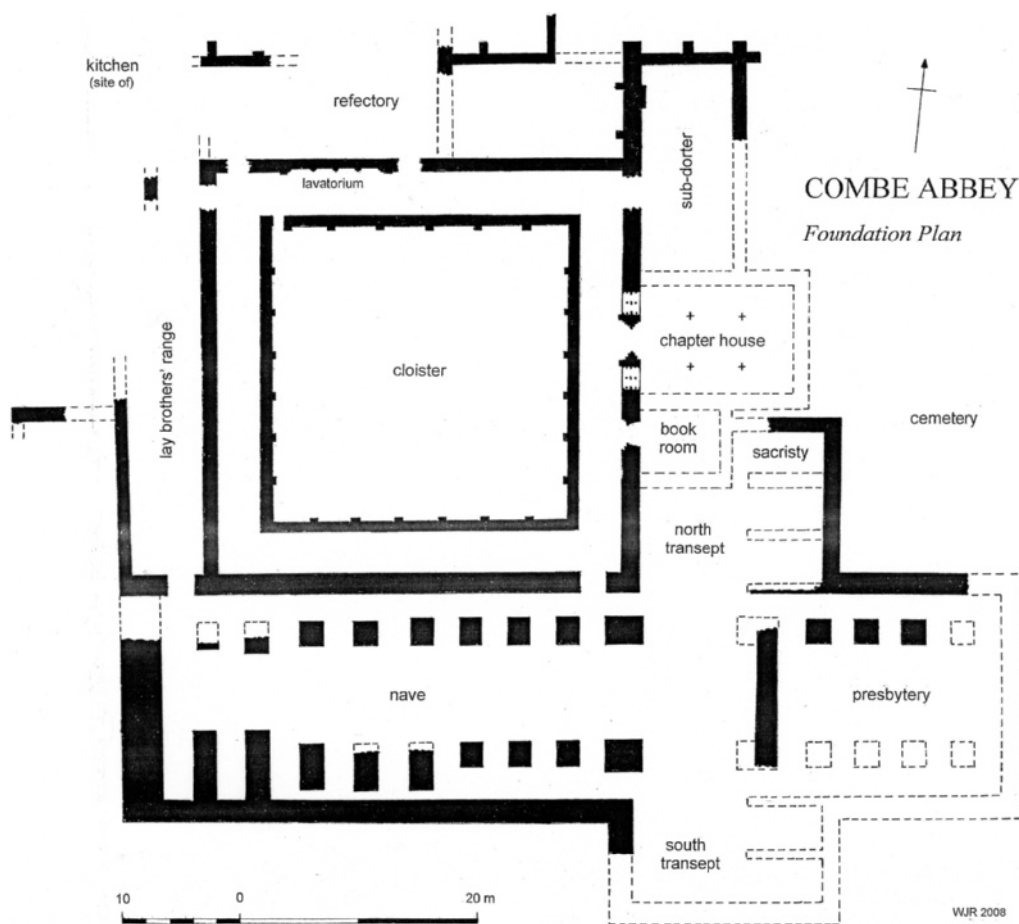 kitchen
(site of)
refectory
lavatorium
sub-dorter
COMBE ABBEY
Foundation Plan
lay brothers' range
cloister
chapter house
book
room
sacristy
cemetery
north
transept
nave
presbytery
south
transept
10 0 20 m
WJR 2008